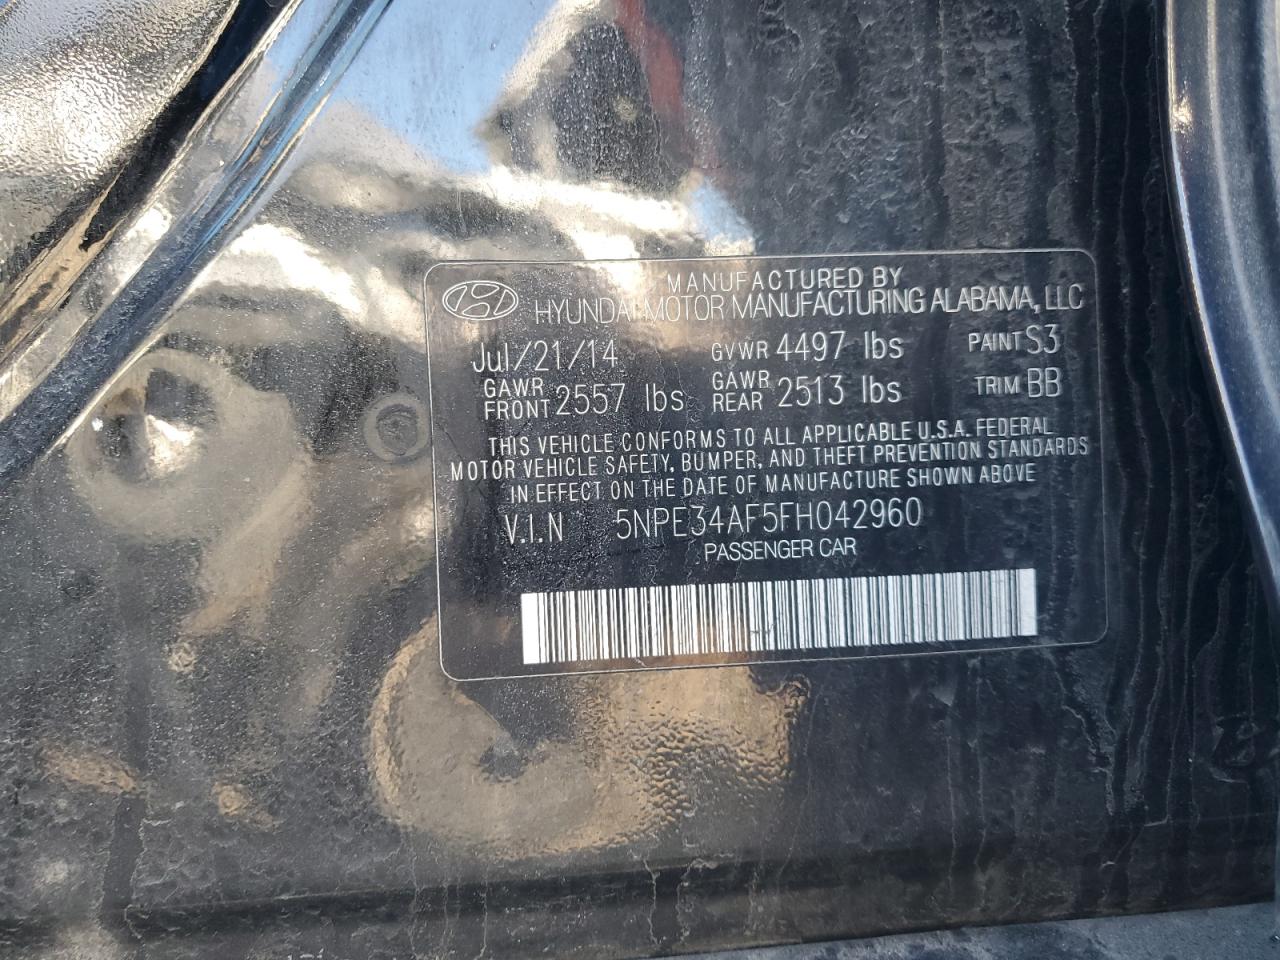 MANUFACTURED BY
HYUNDAI MOTOR MANUFACTURING ALABAMA, LLC
Jul/21/14 GVWR 4497 lbs PAINT S3
GAWR FRONT 2557 lbs GAWR REAR 2513 lbs TRIM BB
THIS VEHICLE CONFORMS TO ALL APPLICABLE U.S.A. FEDERAL
MOTOR VEHICLE SAFETY, BUMPER, AND THEFT PREVENTION STANDARDS
IN EFFECT ON THE DATE OF MANUFACTURE SHOWN ABOVE
V.I.N 5NPE34AF5FH042960
PASSENGER CAR